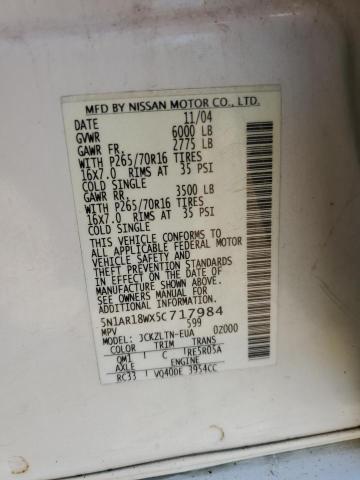 MFD BY NISSAN MOTOR CO., LTD.
DATE 11/04
GVWR 6000 LB
GAWR FR. 2775 LB
WITH P265/70R16 TIRES
16X7.0 RIMS AT 35 PSI
COLD SINGLE
GAWR RR. 3500 LB
WITH P265/70R16 TIRES
16X7.0 RIMS AT 35 PSI
COLD SINGLE
THIS VEHICLE CONFORMS TO
ALL APPLICABLE FEDERAL MOTOR
VEHICLE SAFETY AND
THEFT PREVENTION STANDARDS
IN EFFECT ON THE DATE OF
MANUFACTURE SHOWN ABOVE.
SEE OWNERS MANUAL FOR
ADDITIONAL INFORMATION.
5N1AR18WX5C717984
MPV 599
MODEL. JCKZLTN-EUA 02000
COLOR TRIM TRANS
QM1 C RE5R05A
AXLE ENGINE
RC33 VQ40DE 3954CC